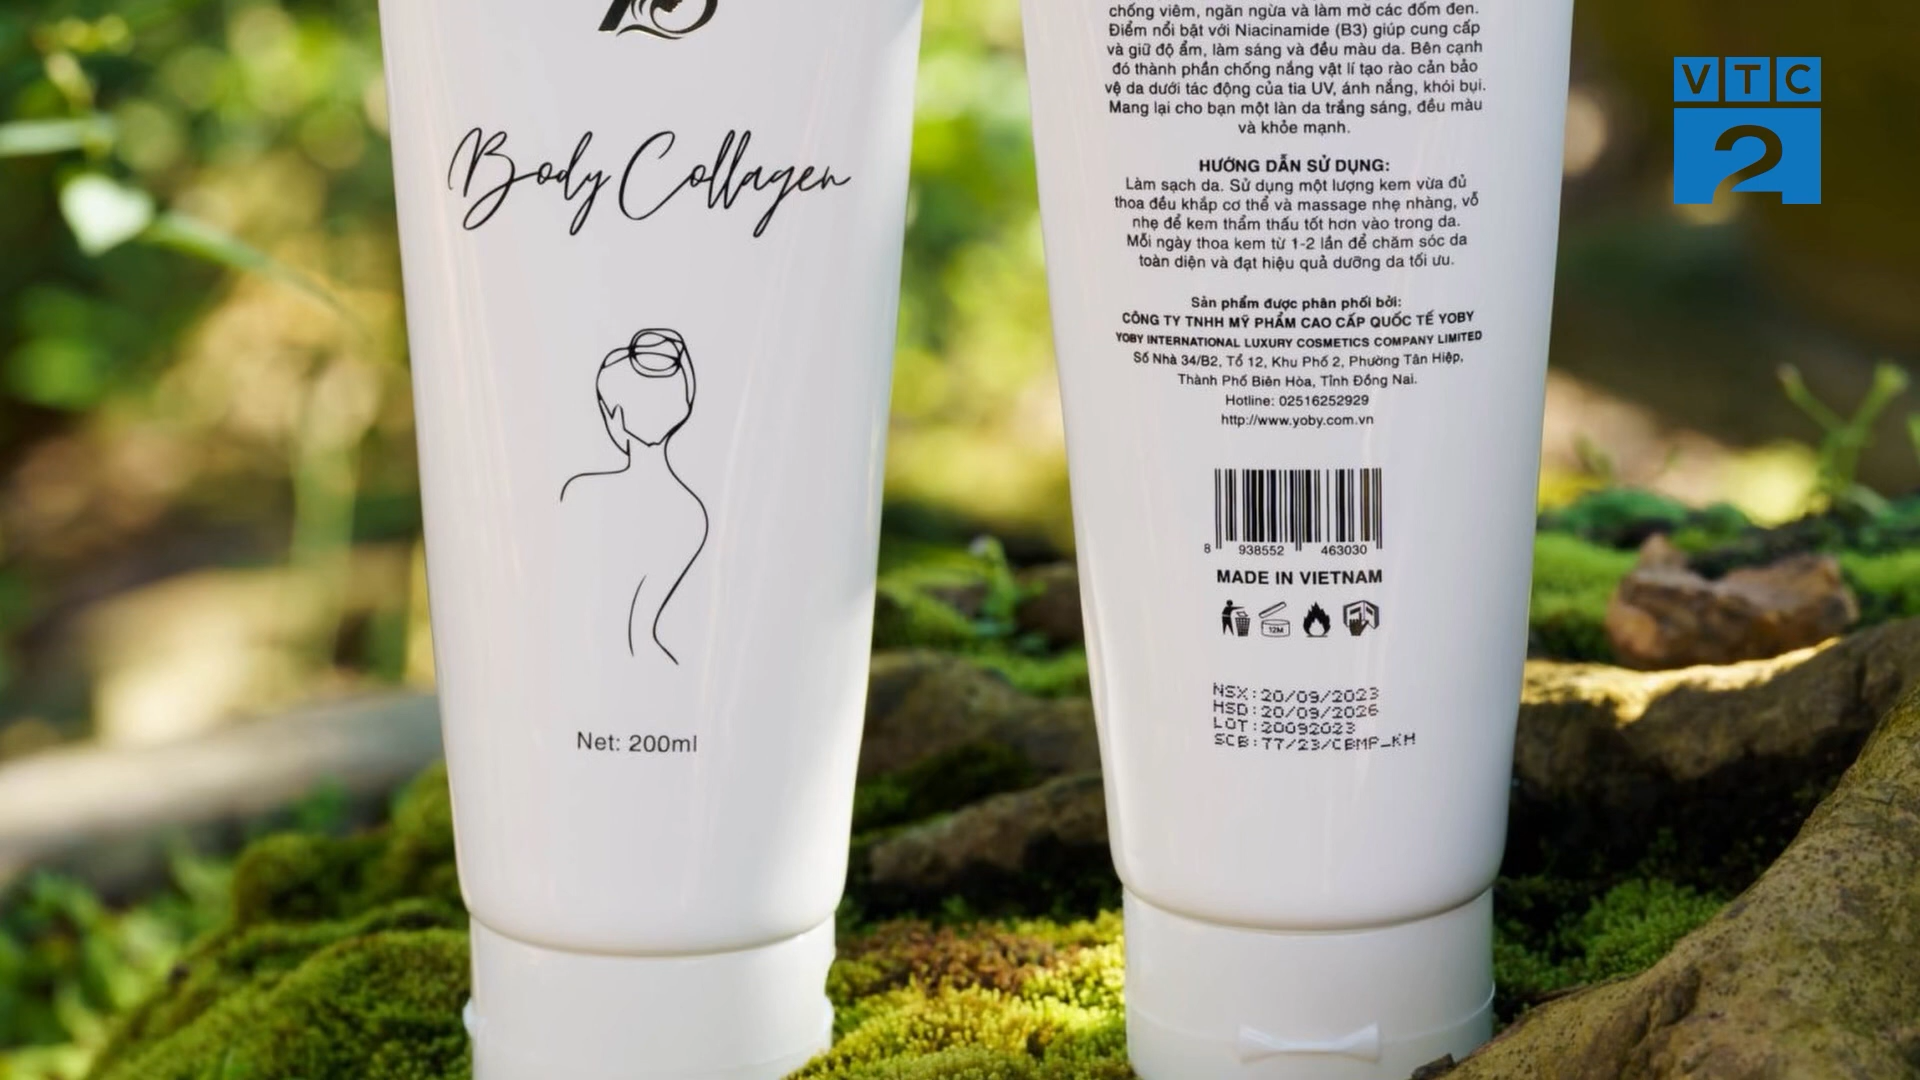 Body Collagen
Net: 200ml
chống viêm, ngăn ngừa và làm mờ các đốm đen.
Điểm nổi bật với Niacinamide (B3) giúp cung cấp
và giữ độ ẩm, làm sáng và đều màu da. Bên cạnh
đó thành phần chống nắng vật lí tạo rào cản bảo
vệ da dưới tác động của tia UV, ánh nắng, khói bụi.
Mang lại cho bạn một làn da trắng sáng, đều màu
và khỏe mạnh.
HƯỚNG DẪN SỬ DỤNG:
Làm sạch da. Sử dụng một lượng kem vừa đủ
thoa đều khắp cơ thể và massage nhẹ nhàng, vỗ
nhẹ để kem thẩm thấu tốt hơn vào trong da.
Mỗi ngày thoa kem từ 1-2 lần để chăm sóc da
toàn diện và đạt hiệu quả dưỡng da tối ưu.
Sản phẩm được phân phối bởi:
CÔNG TY TNHH MỸ PHẨM CAO CẤP QUỐC TẾ YOBY
YOBY INTERNATIONAL LUXURY COSMETICS COMPANY LIMITED
Số Nhà 34/B2, Tổ 12, Khu Phố 2, Phường Tân Hiệp,
Thành Phố Biên Hòa, Tỉnh Đồng Nai.
Hotline: 02516252929
http://www.yoby.com.vn
8 938552 463030
MADE IN VIETNAM
12M
NSX:20/09/2023
HSD:20/09/2026
LOT:20092023
SCB:77/23/CBMP_KH
VTC
2